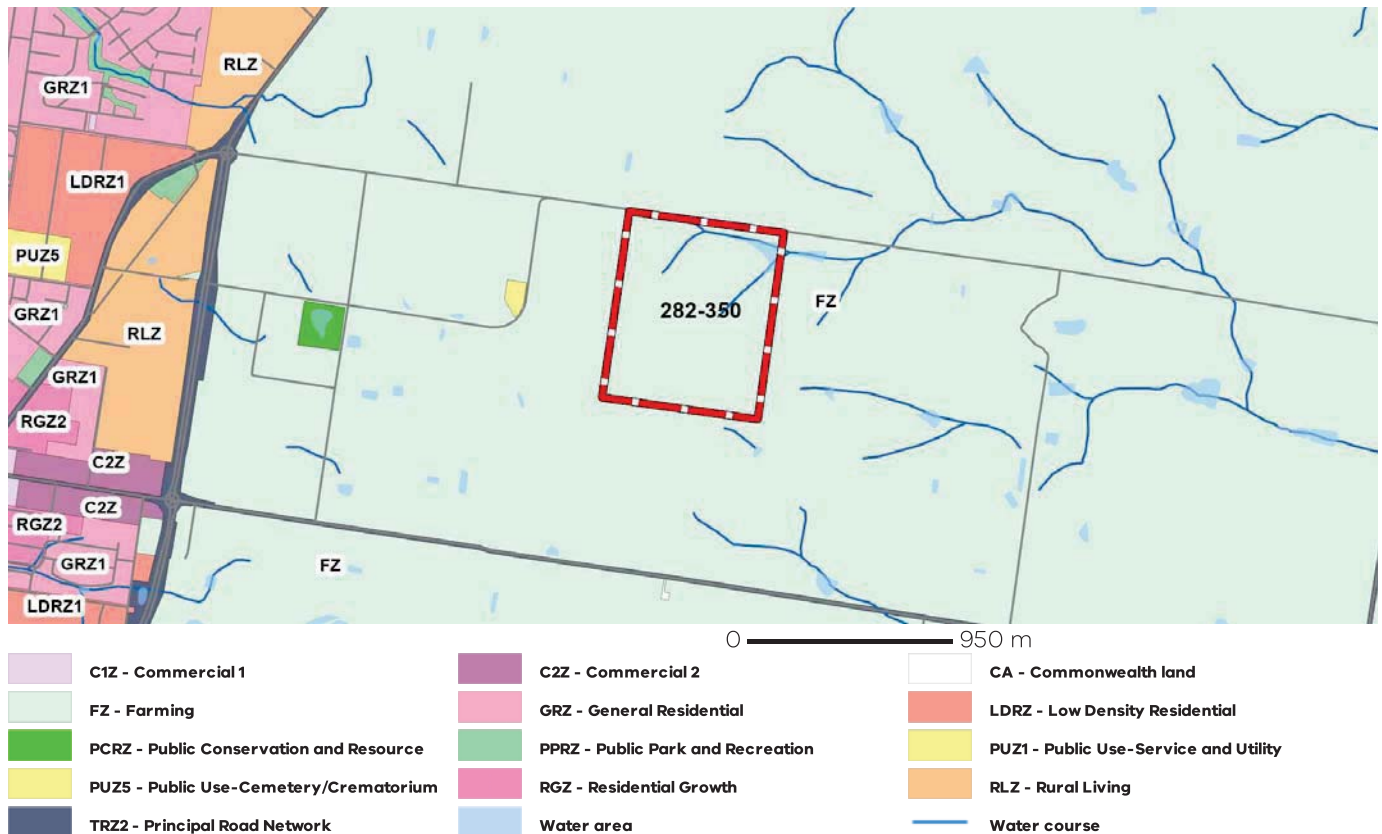 RLZ
GRZ1
LDRZ1
PUZ5
FZ
282-350
GRZ1
RLZ
GRZ1
RGZ2
C2Z
C2Z
RGZ2
GRZ1
FZ
LDRZ1
0 950 m
C1Z - Commercial 1
C2Z - Commercial 2
CA - Commonwealth land
FZ - Farming
GRZ - General Residential
LDRZ - Low Density Residential
PCRZ - Public Conservation and Resource
PPRZ - Public Park and Recreation
PUZ1 - Public Use-Service and Utility
PUZ5 - Public Use-Cemetery/Crematorium
RGZ - Residential Growth
RLZ - Rural Living
TRZ2 - Principal Road Network
Water area
Water course